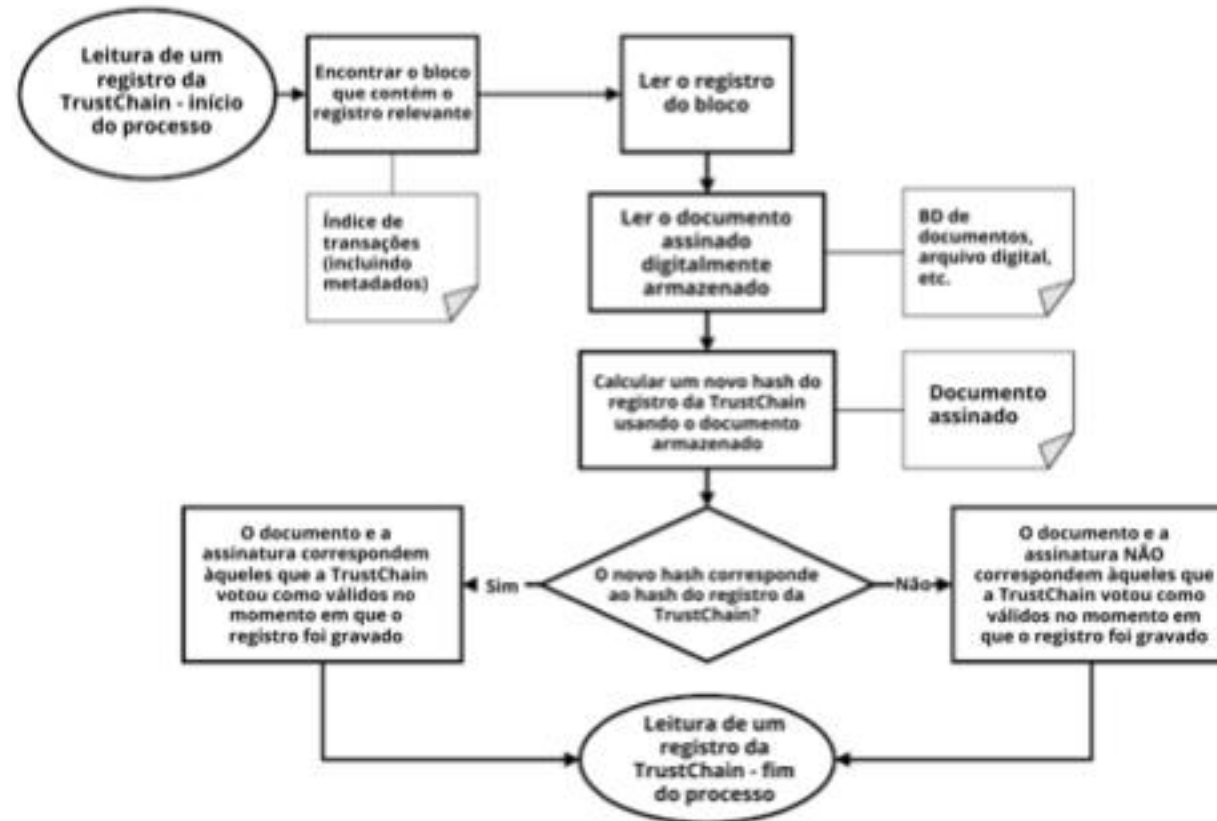 Leitura de um
registro da
TrustChain - início
do processo
Encontrar o bloco
que contém o
registro relevante
Ler o registro
do bloco
Índice de
transações
(incluindo
metadados)
Ler o documento
assinado
digitalmente
armazenado
BD de
documentos,
arquivo digital,
etc.
Calcular um novo hash do
registro da TrustChain
usando o documento
armazenado
Documento
assinado
O documento e a
assinatura correspondem
àqueles que a TrustChain
votou como válidos no
momento em que o
registro foi gravado
Sim
O novo hash corresponde
ao hash do registro da
TrustChain?
Não
O documento e a
assinatura NÃO
correspondem àqueles que
a TrustChain votou como
válidos no momento em
que o registro foi gravado
Leitura de um
registro da
TrustChain - fim
do processo